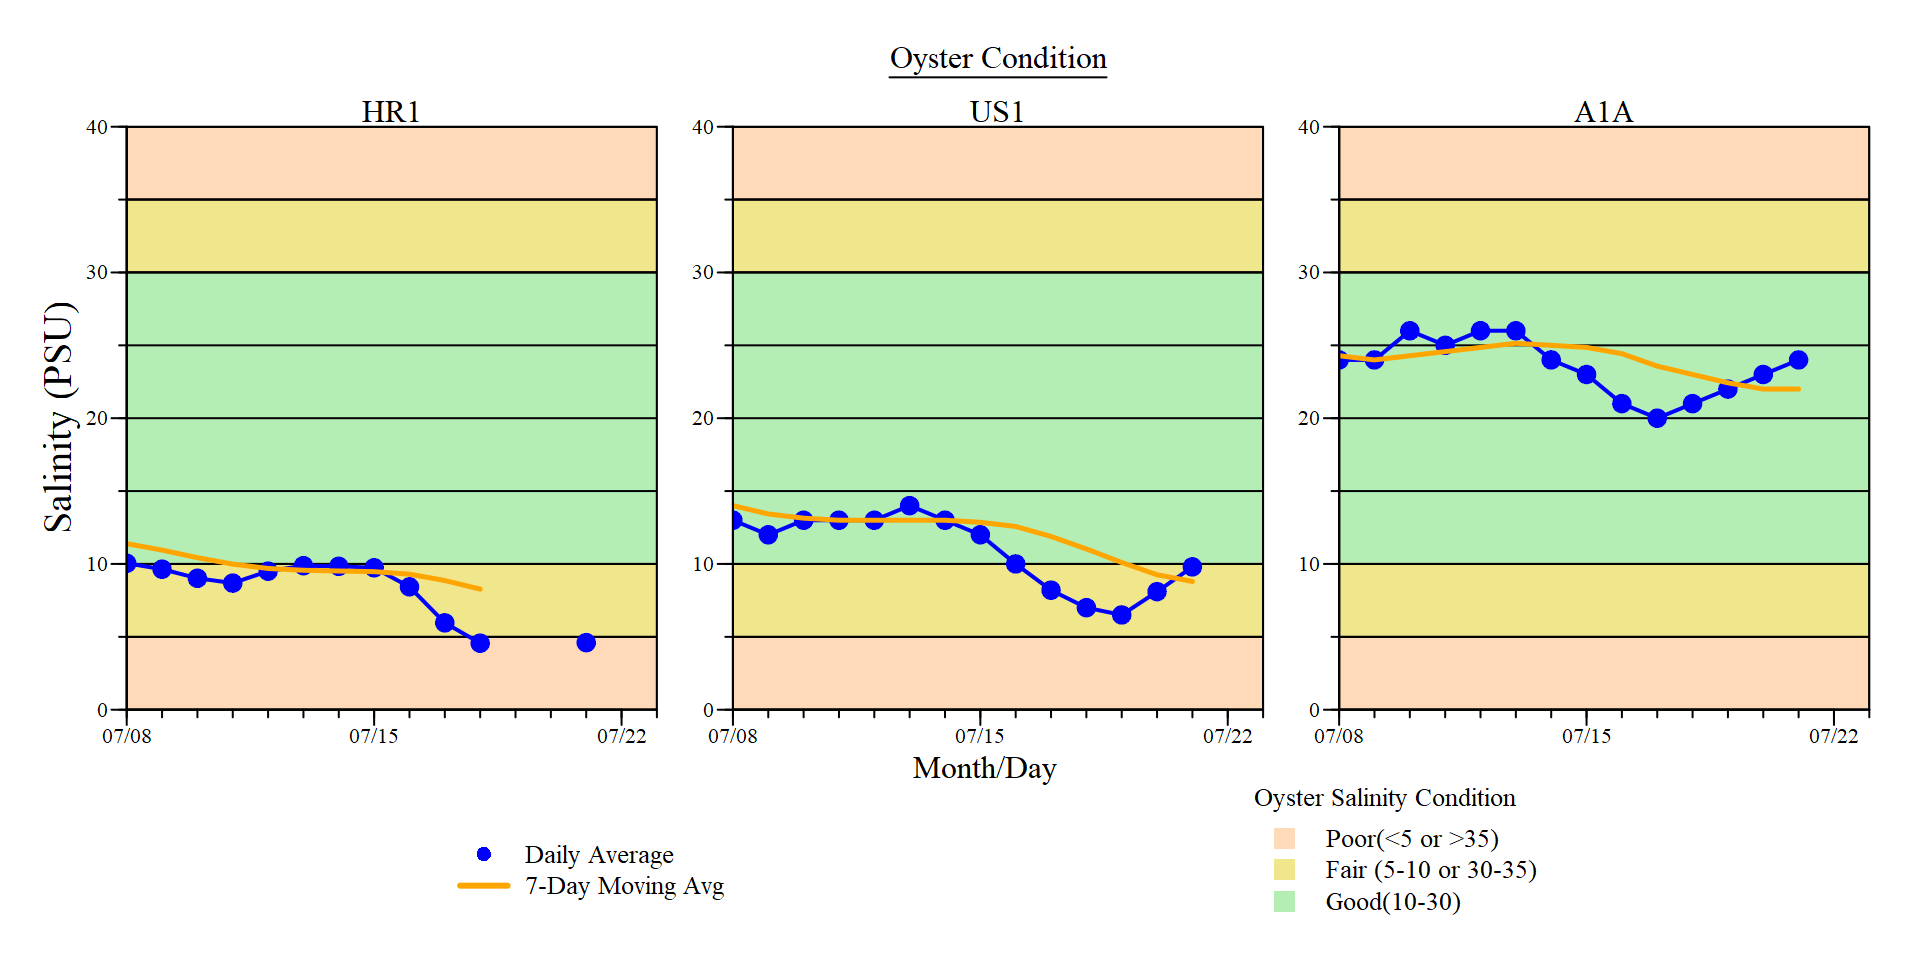 Oyster Condition
HR1
US1
A1A
Salinity (PSU)
40
30
20
10
0
07/08
07/15
07/22
40
30
20
10
0
07/08
07/15
07/22
40
30
20
10
0
07/08
07/15
07/22
Month/Day
Daily Average
7-Day Moving Avg
Oyster Salinity Condition
Poor(<5 or >35)
Fair (5-10 or 30-35)
Good(10-30)